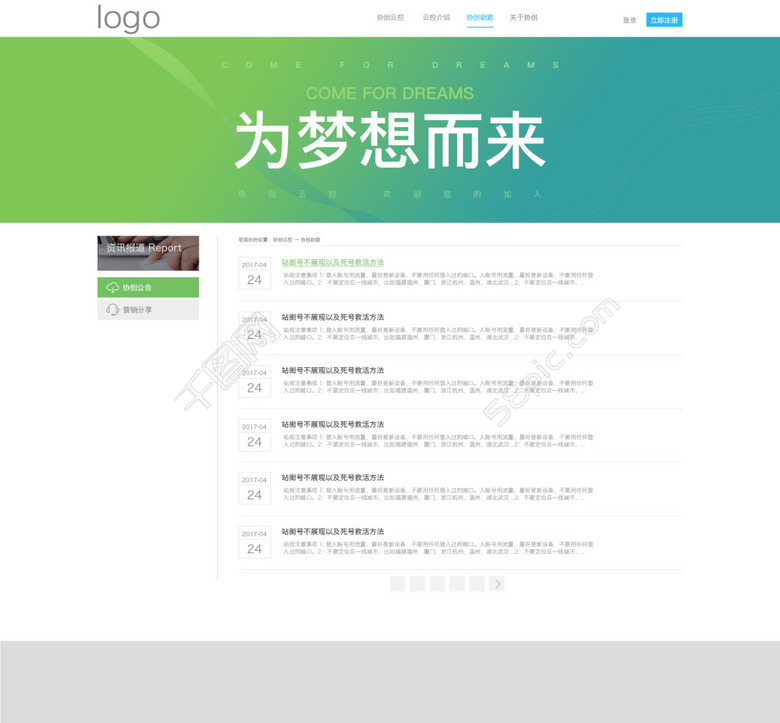 logo
协创云控 云控介绍 协创助跑 关于协创
登录 立即注册
COME FOR DREAMS
COME FOR DREAMS
为梦想而来
协创云控 欢迎您的加入
资讯报道 Report
协创公告
营销分享
您现在的位置：协创云控 → 协创助跑
2017-04
24
站街号不展现以及死号救活方法
站街注意事项 1: 登入账号用流量，最好是新设备，不要用任何登入过的端口。入账号用流量，最好是新设备，不要用任何登
入过的端口。2：不要定位在一线城市，比如福建福州，厦门，浙江杭州，温州，湖北武汉...2：不要定位在一线城市，...
2017-04
24
站街号不展现以及死号救活方法
站街注意事项 1: 登入账号用流量，最好是新设备，不要用任何登入过的端口。入账号用流量，最好是新设备，不要用任何登
入过的端口。2：不要定位在一线城市，比如福建福州，厦门，浙江杭州，温州，湖北武汉...2：不要定位在一线城市，...
2017-04
24
站街号不展现以及死号救活方法
站街注意事项 1: 登入账号用流量，最好是新设备，不要用任何登入过的端口。入账号用流量，最好是新设备，不要用任何登
入过的端口。2：不要定位在一线城市，比如福建福州，厦门，浙江杭州，温州，湖北武汉...2：不要定位在一线城市，...
2017-04
24
站街号不展现以及死号救活方法
站街注意事项 1: 登入账号用流量，最好是新设备，不要用任何登入过的端口。入账号用流量，最好是新设备，不要用任何登
入过的端口。2：不要定位在一线城市，比如福建福州，厦门，浙江杭州，温州，湖北武汉...2：不要定位在一线城市，...
2017-04
24
站街号不展现以及死号救活方法
站街注意事项 1: 登入账号用流量，最好是新设备，不要用任何登入过的端口。入账号用流量，最好是新设备，不要用任何登
入过的端口。2：不要定位在一线城市，比如福建福州，厦门，浙江杭州，温州，湖北武汉...2：不要定位在一线城市，...
2017-04
24
站街号不展现以及死号救活方法
站街注意事项 1: 登入账号用流量，最好是新设备，不要用任何登入过的端口。入账号用流量，最好是新设备，不要用任何登
入过的端口。2：不要定位在一线城市，比如福建福州，厦门，浙江杭州，温州，湖北武汉...2：不要定位在一线城市，...
千图网
58pic.com